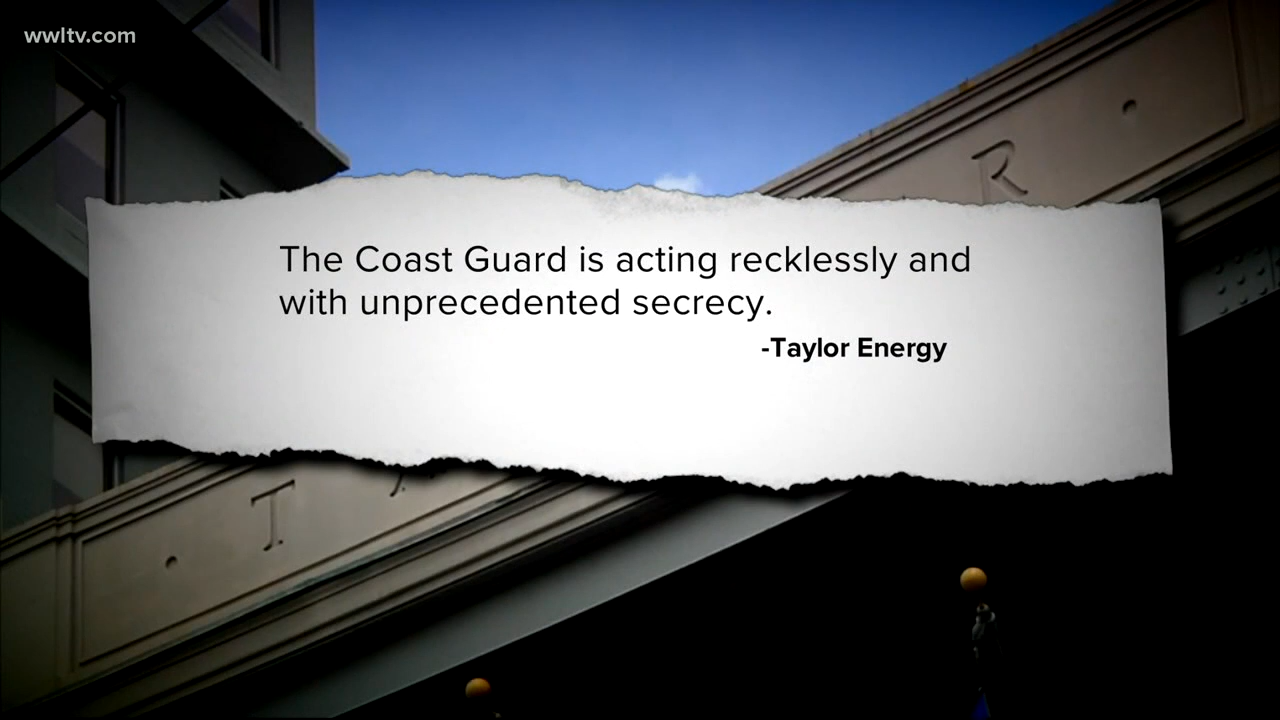 wwltv.com
R
The Coast Guard is acting recklessly and
with unprecedented secrecy.
-Taylor Energy
T